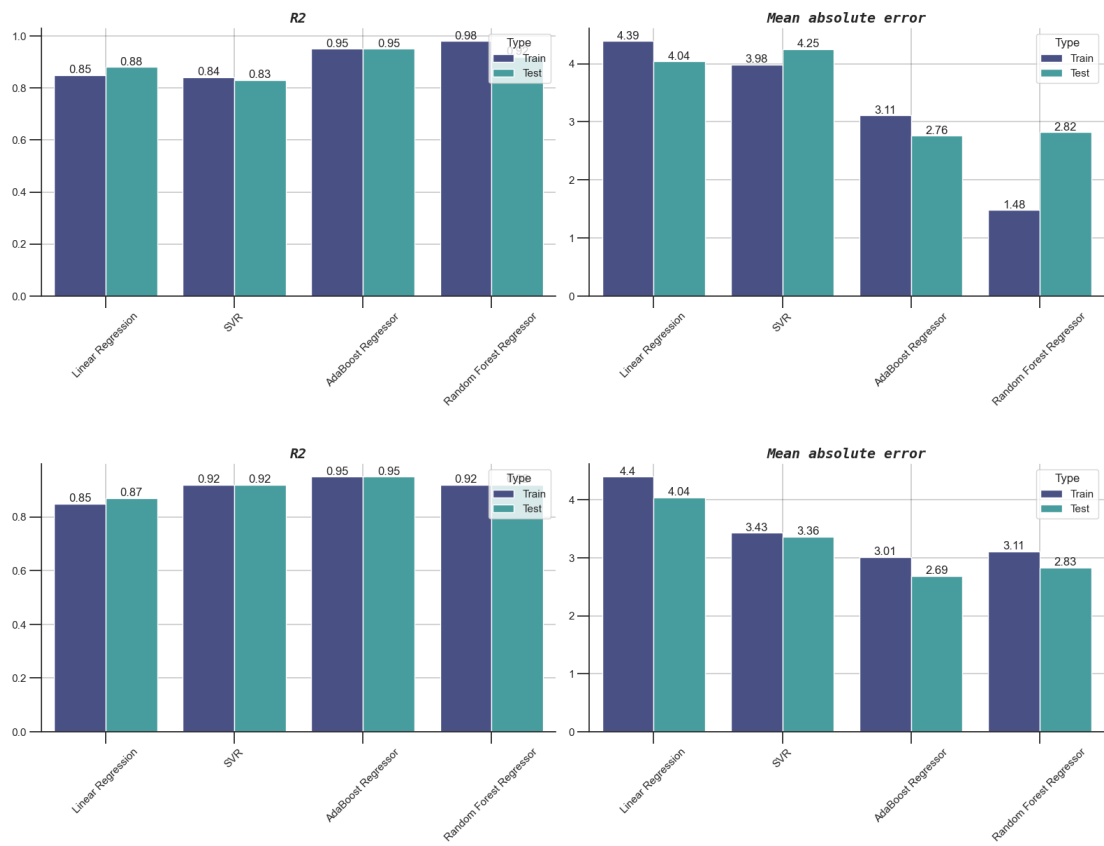 R2
1.0
0.8
0.6
0.4
0.2
0.0
0.85
0.88
0.84
0.83
0.95
0.95
0.98
0.92
Type
Train
Test
Linear Regression
SVR
AdaBoost Regressor
Random Forest Regressor
Mean absolute error
4
3
2
1
0
4.39
4.04
3.98
4.25
3.11
2.76
1.48
2.82
Type
Train
Test
Linear Regression
SVR
AdaBoost Regressor
Random Forest Regressor
R2
0.8
0.6
0.4
0.2
0.0
0.85
0.87
0.92
0.92
0.95
0.95
0.92
Type
Train
Test
Linear Regression
SVR
AdaBoost Regressor
Random Forest Regressor
Mean absolute error
4
3
2
1
0
4.4
4.04
3.43
3.36
3.01
2.69
3.11
2.83
Type
Train
Test
Linear Regression
SVR
AdaBoost Regressor
Random Forest Regressor